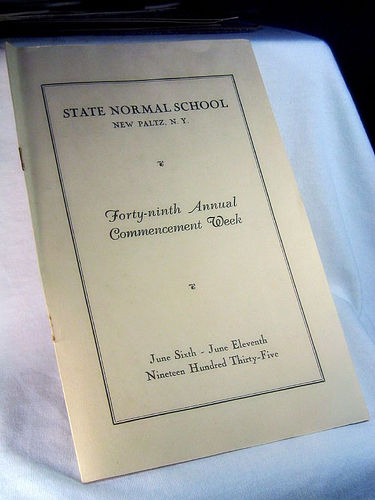 STATE NORMAL SCHOOL
NEW PALTZ, N. Y.
Forty-ninth Annual
Commencement Week
June Sixth - June Eleventh
Nineteen Hundred Thirty-Five